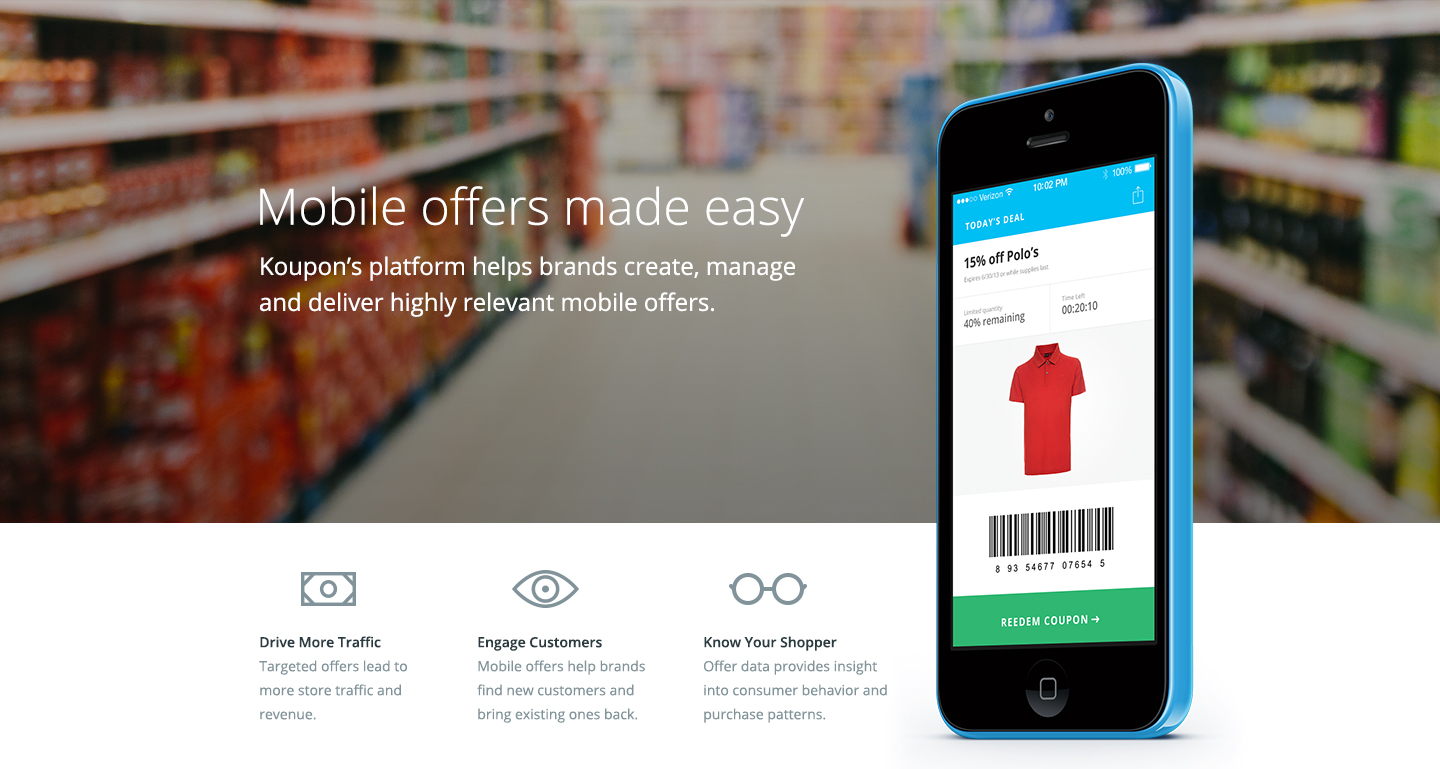 Mobile offers made easy
Koupon’s platform helps brands create, manage
and deliver highly relevant mobile offers.
Verizon 10:02 PM 100%
TODAY'S DEAL
15% off Polo’s
Expires 6/30/13 or while supplies last
Limited quantity
40% remaining
Time Left
00:20:10
8 93 54677 07654 5
REEDEM COUPON →
Drive More Traffic
Targeted offers lead to
more store traffic and
revenue.
Engage Customers
Mobile offers help brands
find new customers and
bring existing ones back.
Know Your Shopper
Offer data provides insight
into consumer behavior and
purchase patterns.